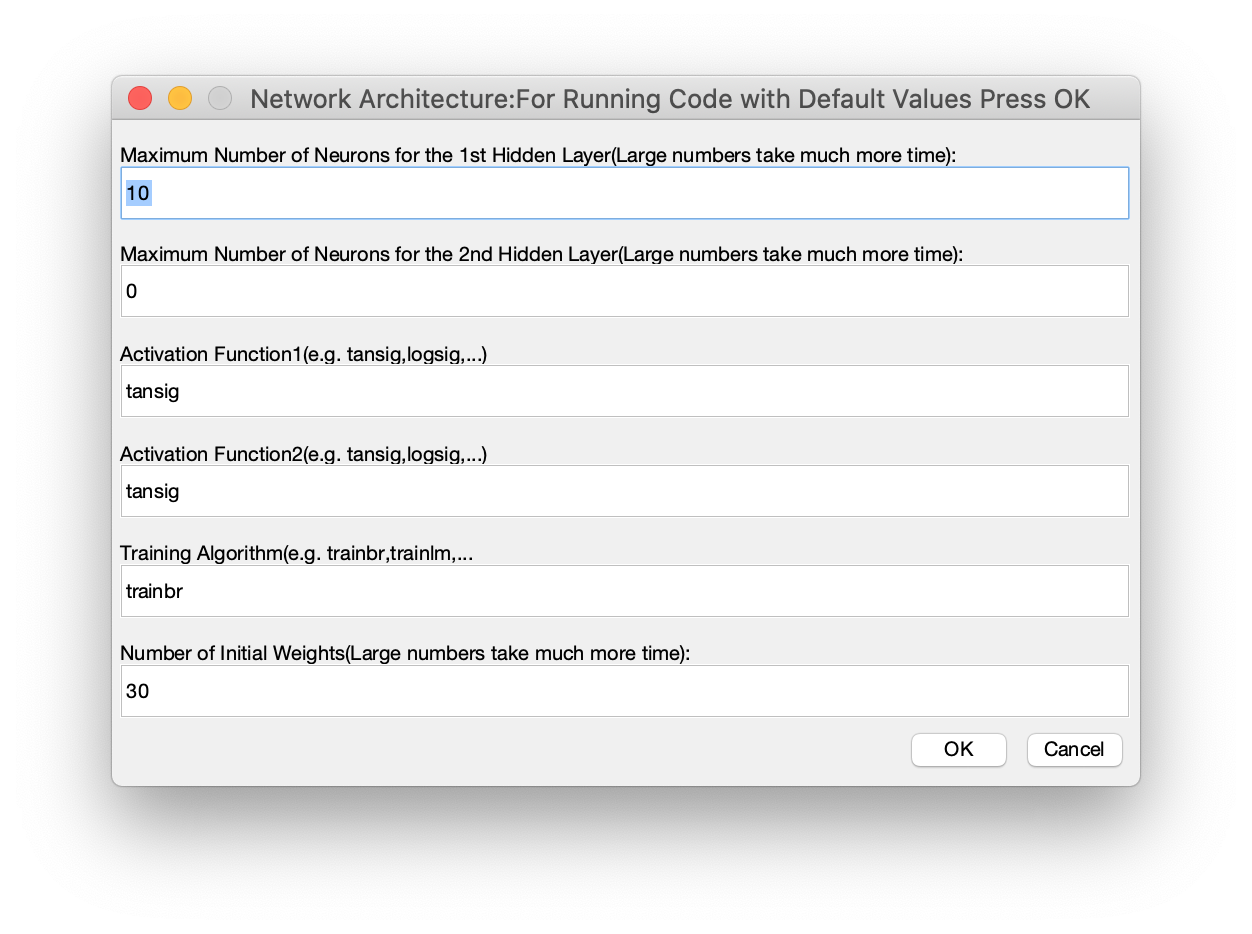 Network Architecture:For Running Code with Default Values Press OK
Maximum Number of Neurons for the 1st Hidden Layer(Large numbers take much more time):
10
Maximum Number of Neurons for the 2nd Hidden Layer(Large numbers take much more time):
0
Activation Function1(e.g. tansig,logsig,...)
tansig
Activation Function2(e.g. tansig,logsig,...)
tansig
Training Algorithm(e.g. trainbr,trainlm,...
trainbr
Number of Initial Weights(Large numbers take much more time):
30
OK Cancel